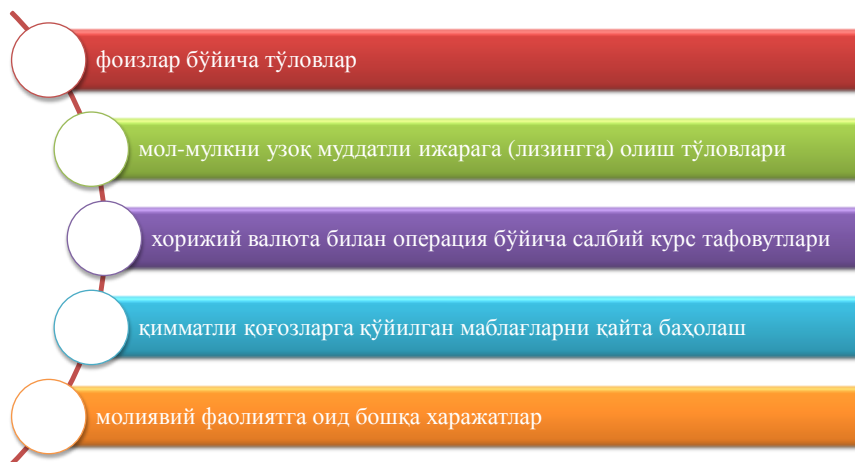 фоизлар бўйича тўловлар
мол-мулкни узоқ муддатли ижарага (лизингга) олиш тўловлари
хорижий валюта билан операция бўйича салбий курс тафовутлари
қимматли қоғозларга қўйилган маблағларни қайта баҳолаш
молиявий фаолиятга оид бошқа харажатлар